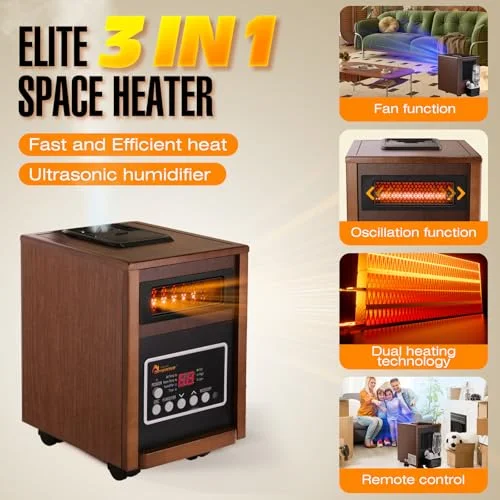 ELITE 3 IN 1
SPACE HEATER
Fast and Efficient heat
Ultrasonic humidifier
Fan function
Oscillation function
Dual heating
technology
Remote control